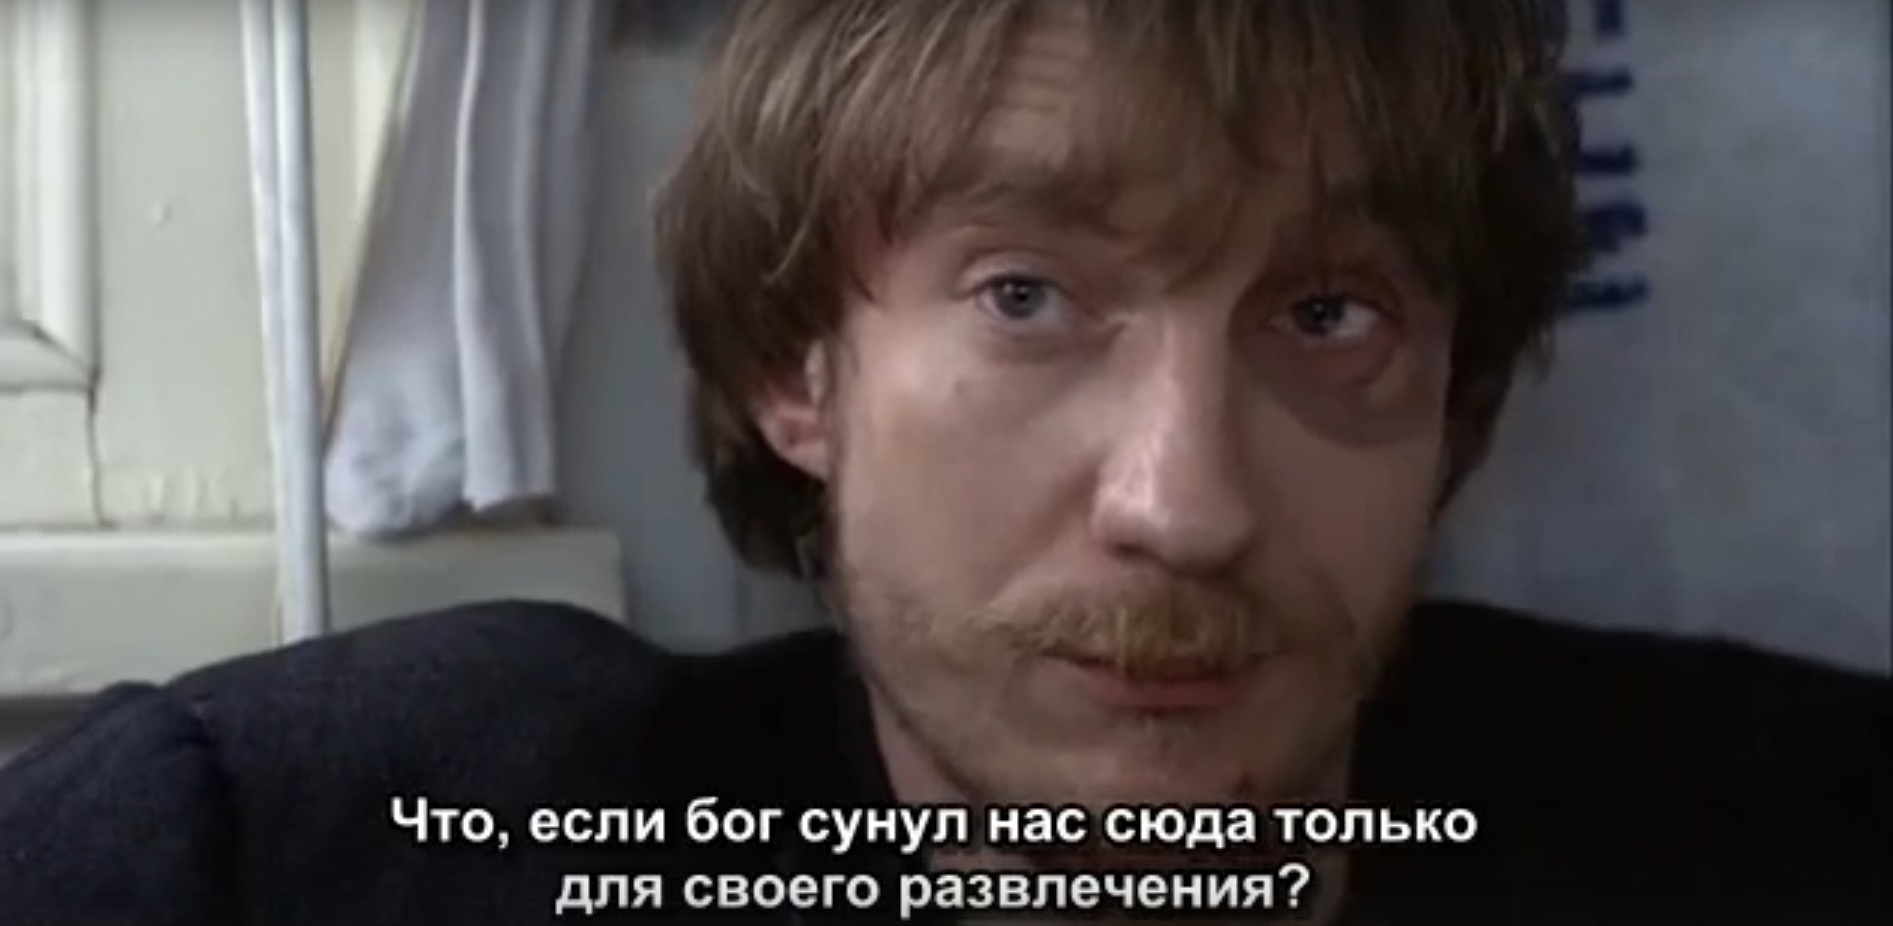 Что, если бог сунул нас сюда только
для своего развлечения?